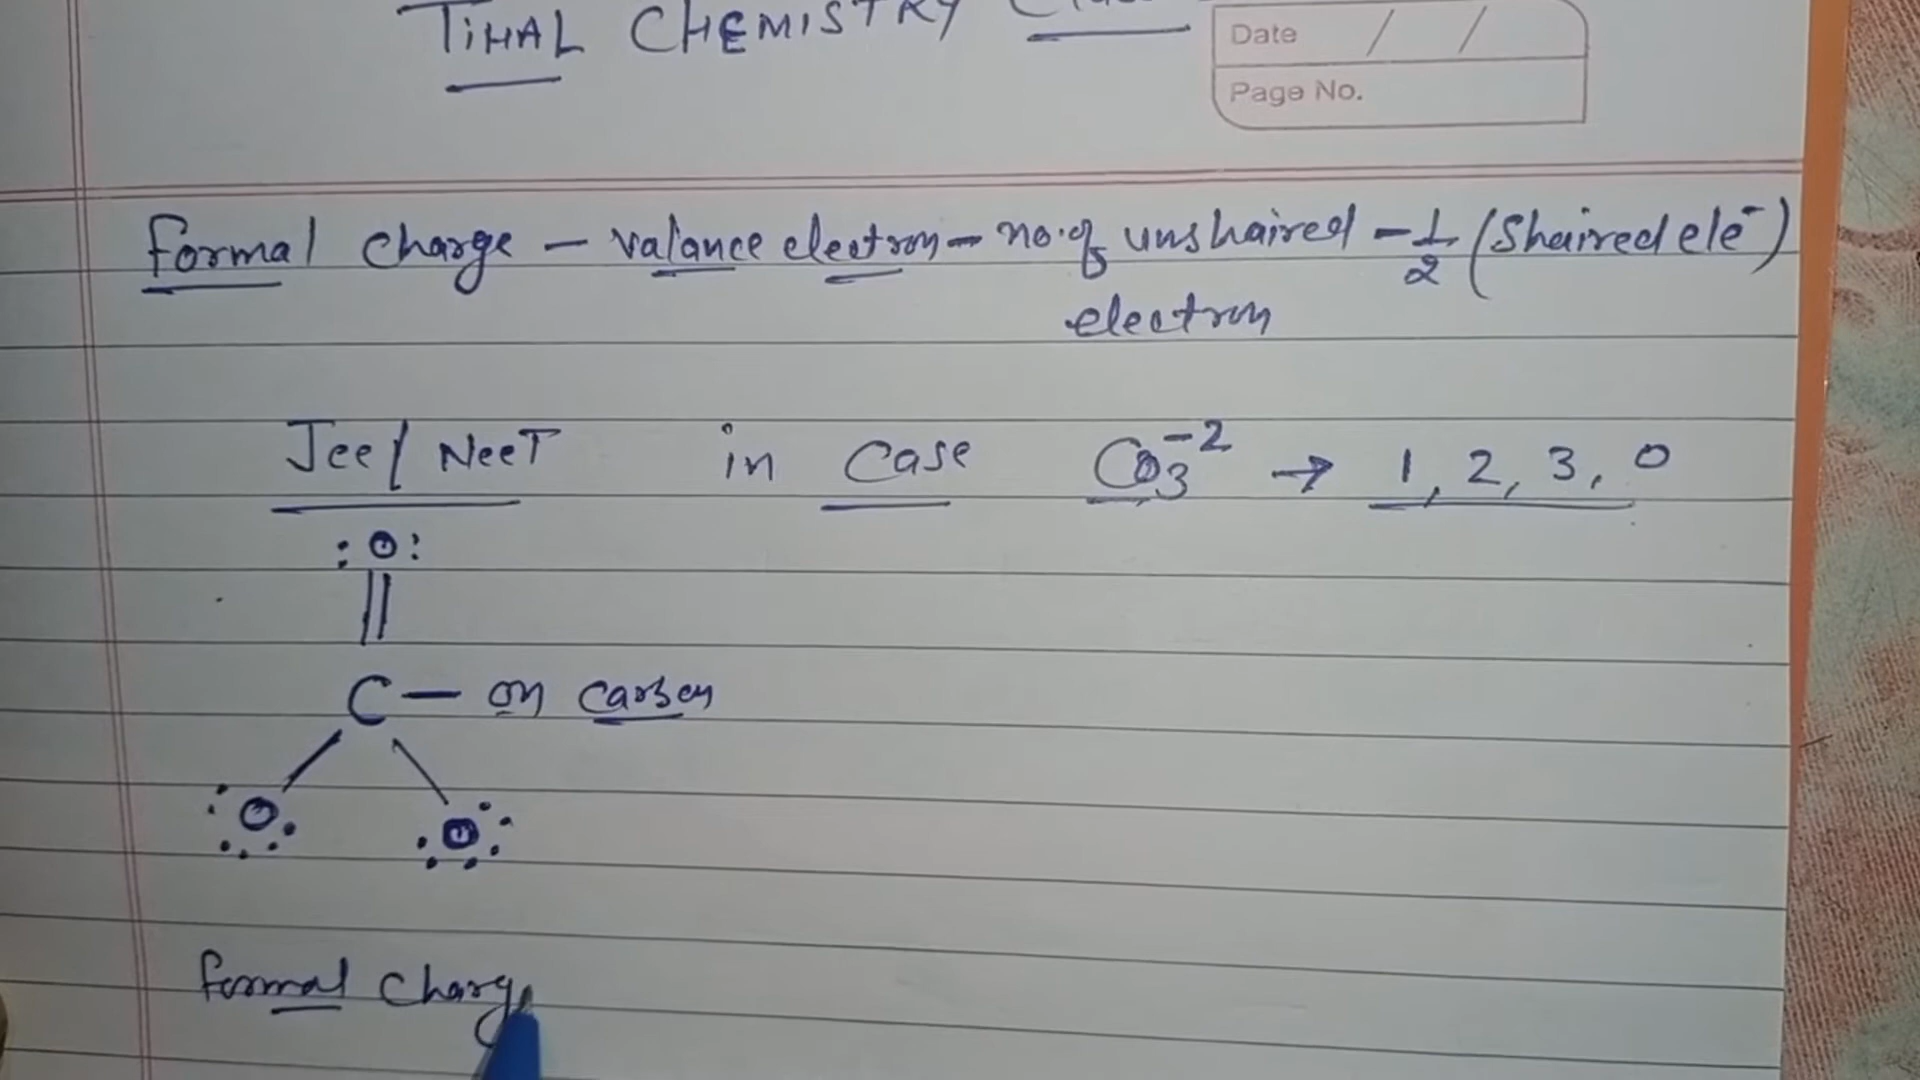 TiHAL CHEMISTRY
Date / /
Page No.
formal charge - valance electron - no.of unshaired - 1/2 (Shaired ele⁻)
electron
Jee/ NeeT in Case CO₃⁻² → 1, 2, 3, 0
:O:
C - on carbon
O O
formal Charg